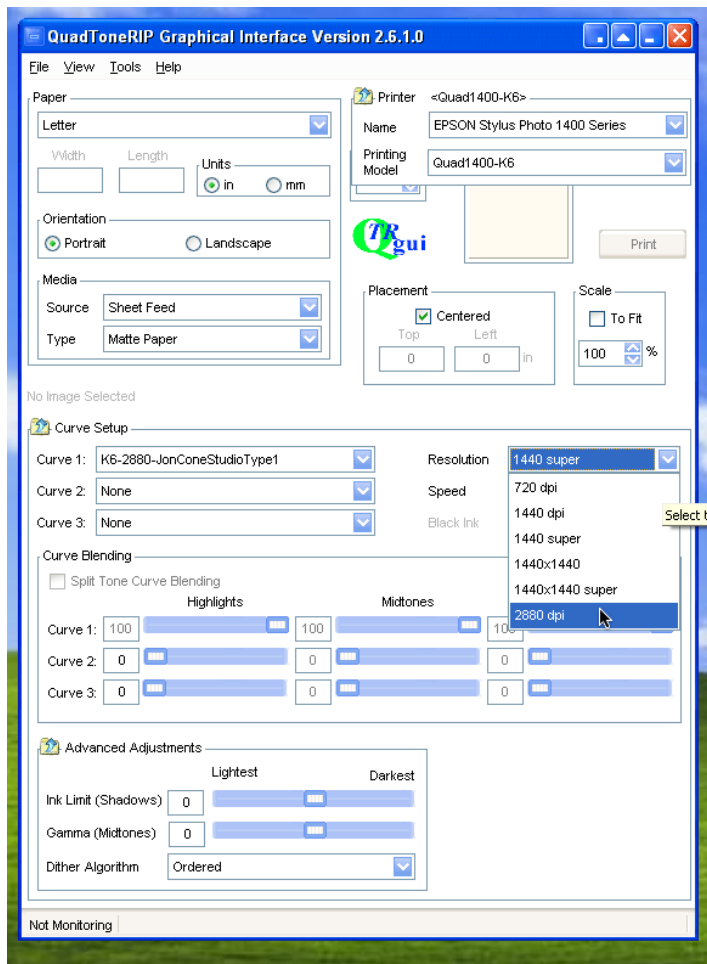 QuadToneRIP Graphical Interface Version 2.6.1.0
File View Tools Help
Paper
Letter
Width Length Units
in mm
Orientation
Portrait Landscape
Media
Source Sheet Feed
Type Matte Paper
Printer <Quad1400-K6>
Name EPSON Stylus Photo 1400 Series
Printing
Model
Quad1400-K6
QTRgui
Print
Placement
Centered
Top Left
0 0 in
Scale
To Fit
100 %
No Image Selected
Curve Setup
Curve 1: K6-2880-JonConeStudioType1
Curve 2: None
Curve 3: None
Resolution 1440 super
Speed
Black Ink
720 dpi
1440 dpi
1440 super
1440x1440
1440x1440 super
2880 dpi
Select t
Curve Blending
Split Tone Curve Blending
Highlights Midtones
Curve 1: 100 100 100
Curve 2: 0 0 0
Curve 3: 0 0 0
Advanced Adjustments
Lightest Darkest
Ink Limit (Shadows) 0
Gamma (Midtones) 0
Dither Algorithm Ordered
Not Monitoring